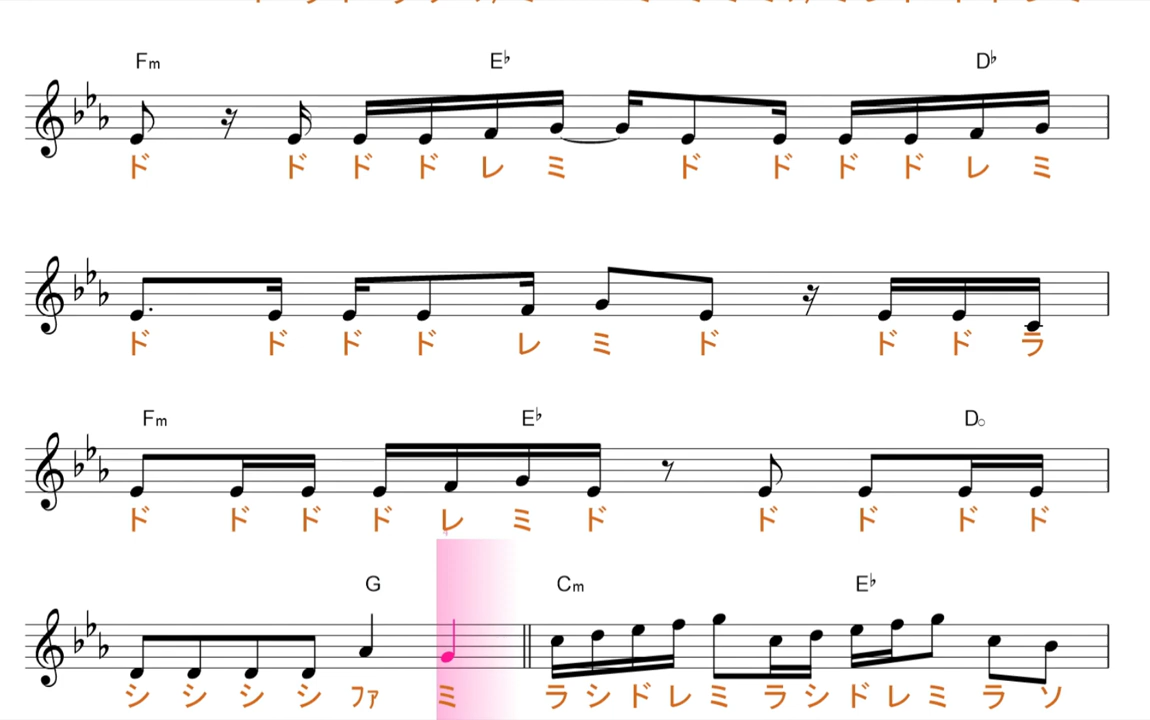 Fm E♭ D♭
ド ド ド ド レ ミ ド ド ド ド レ ミ
ド ド ド ド レ ミ ド ド ド ラ
Fm E♭ D○
ド ド ド ド レ ミ ド ド ド ド ド
G Cm E♭
シ シ シ シ ファ ミ ラ シ ド レ ミ ラ シ ド レ ミ ラ ソ